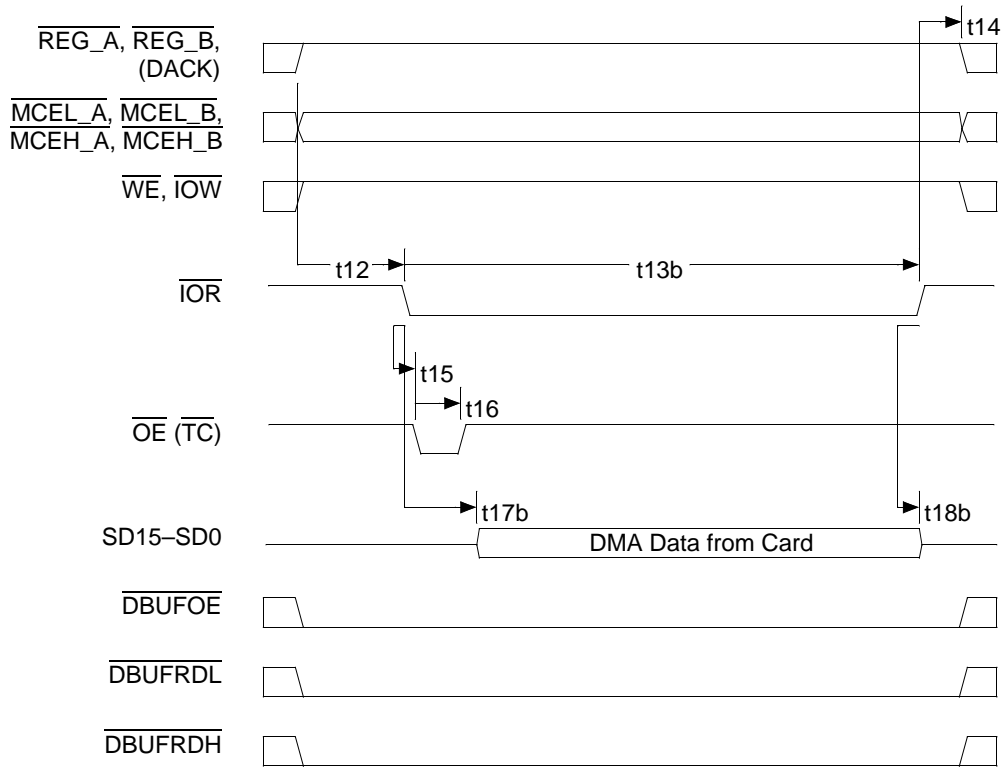 REG_A, REG_B,
(DACK)
t14
MCEL_A, MCEL_B,
MCEH_A, MCEH_B
WE, IOW
t12
t13b
IOR
t15
t16
OE (TC)
t17b
t18b
SD15–SD0
DMA Data from Card
DBUFOE
DBUFRDL
DBUFRDH